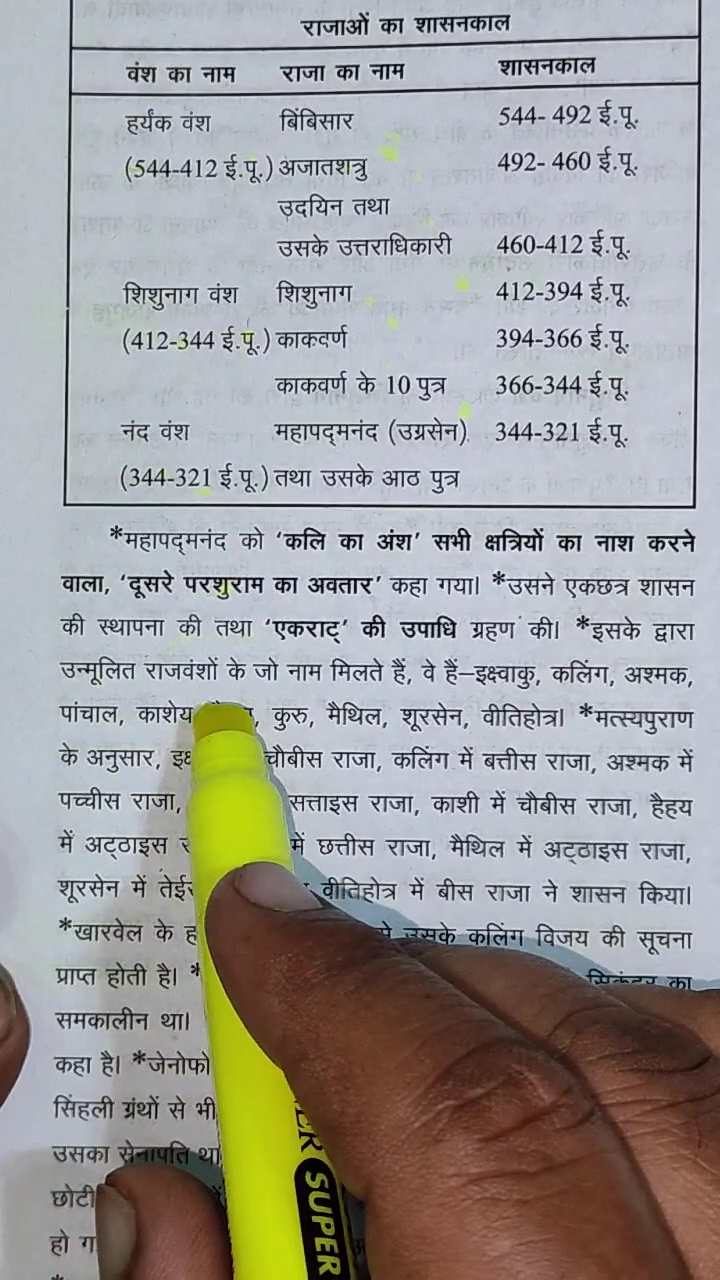 राजाओं का शासनकाल
वंश का नाम राजा का नाम शासनकाल
हर्यंक वंश बिंबिसार 544- 492 ई.पू.
(544-412 ई.पू.) अजातशत्रु 492- 460 ई.पू.
उदयिन तथा
उसके उत्तराधिकारी 460-412 ई.पू.
शिशुनाग वंश शिशुनाग 412-394 ई.पू.
(412-344 ई.पू.) काकवर्ण 394-366 ई.पू.
काकवर्ण के 10 पुत्र 366-344 ई.पू.
नंद वंश महापद्मनंद (उग्रसेन) 344-321 ई.पू.
(344-321 ई.पू.) तथा उसके आठ पुत्र
*महापद्मनंद को ‘कलि का अंश’ सभी क्षत्रियों का नाश करने
वाला, ‘दूसरे परशुराम का अवतार’ कहा गया। *उसने एकछत्र शासन
की स्थापना की तथा ‘एकराट्’ की उपाधि ग्रहण की। *इसके द्वारा
उन्मूलित राजवंशों के जो नाम मिलते हैं, वे हैं–इक्ष्वाकु, कलिंग, अश्मक,
पांचाल, काशेय, कुरु, मैथिल, शूरसेन, वीतिहोत्र। *मत्स्यपुराण
के अनुसार, चौबीस राजा, कलिंग में बत्तीस राजा, अश्मक में
पच्चीस राजा, सत्ताइस राजा, काशी में चौबीस राजा, हैहय
में अट्ठाइस में छत्तीस राजा, मैथिल में अट्ठाइस राजा,
शूरसेन में वीतिहोत्र में बीस राजा ने शासन किया।
*खारवेल के से उसके कलिंग विजय की सूचना
प्राप्त होती है। * सिकंदर का
समकालीन था।
कहा है। *जेनोफो
सिंहली ग्रंथों से भी
उसका सेनापति था
छोटी
हो